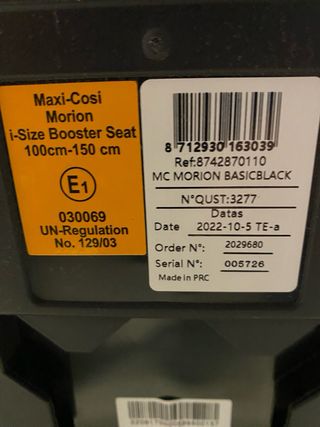 Maxi-Cosi
Morion
i-Size Booster Seat
100cm-150 cm
E1
030069
UN-Regulation
No. 129/03
8 712930 163039
Ref:8742870110
MC MORION BASICBLACK
N°QUST:3277
Datas
Date 2022-10-5 TE-a
Order N°: 2029680
Serial N°: 005726
Made in PRC